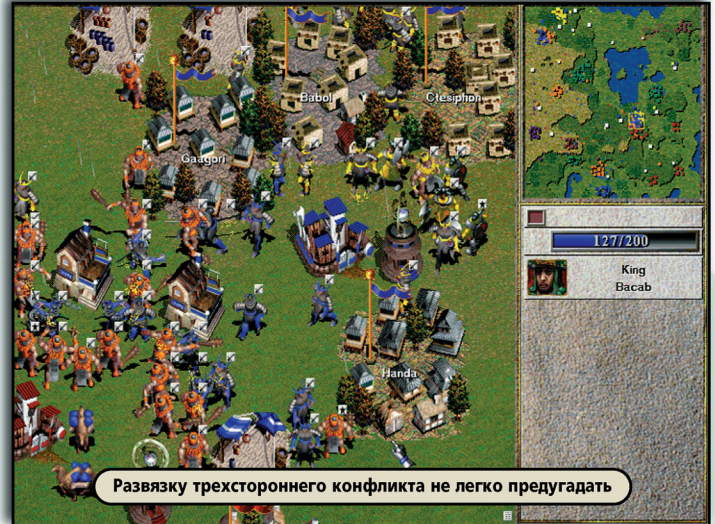 Babol
Ctesiphon
Gaagori
127/200
King
Bacab
Handa
Развязку трехстороннего конфликта не легко предугадать